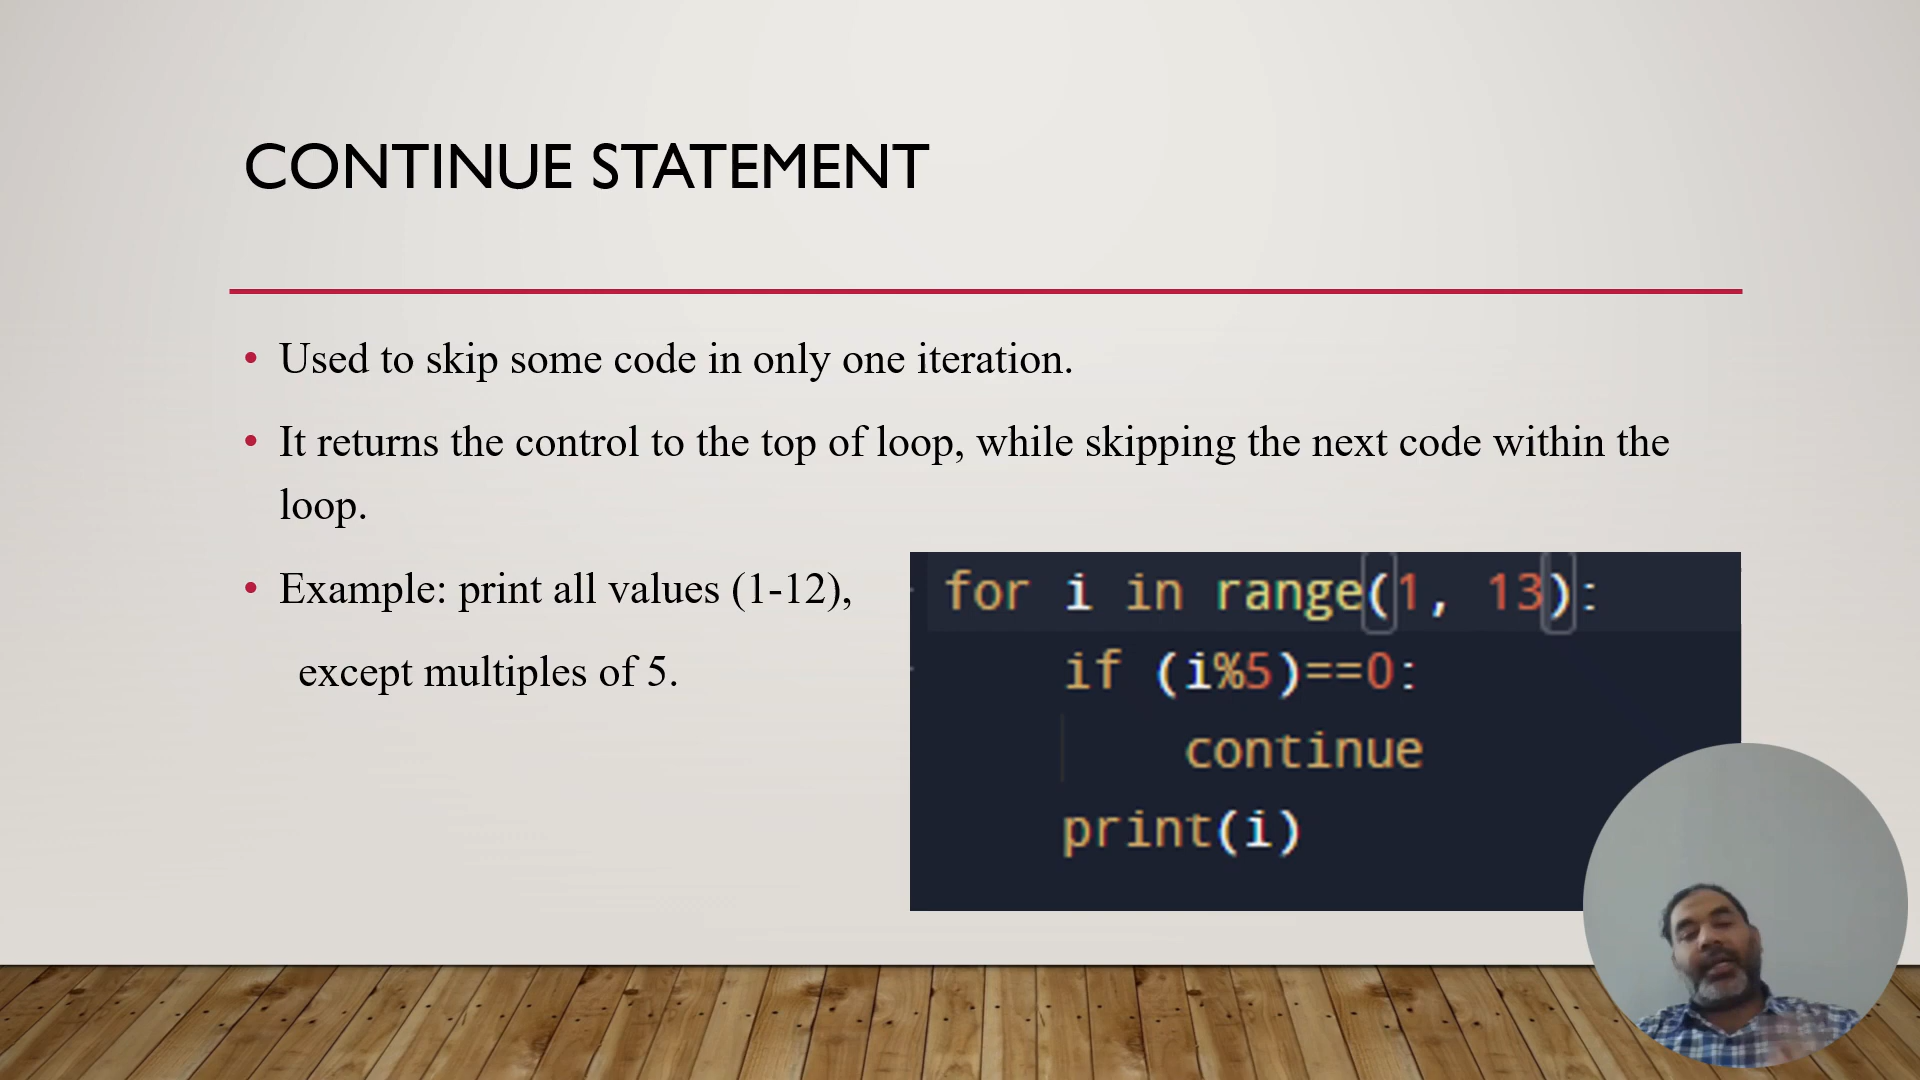 CONTINUE STATEMENT
• Used to skip some code in only one iteration.
• It returns the control to the top of loop, while skipping the next code within the
loop.
• Example: print all values (1-12),
except multiples of 5.
for i in range(1, 13):
    if (i%5)==0:
        continue
    print(i)